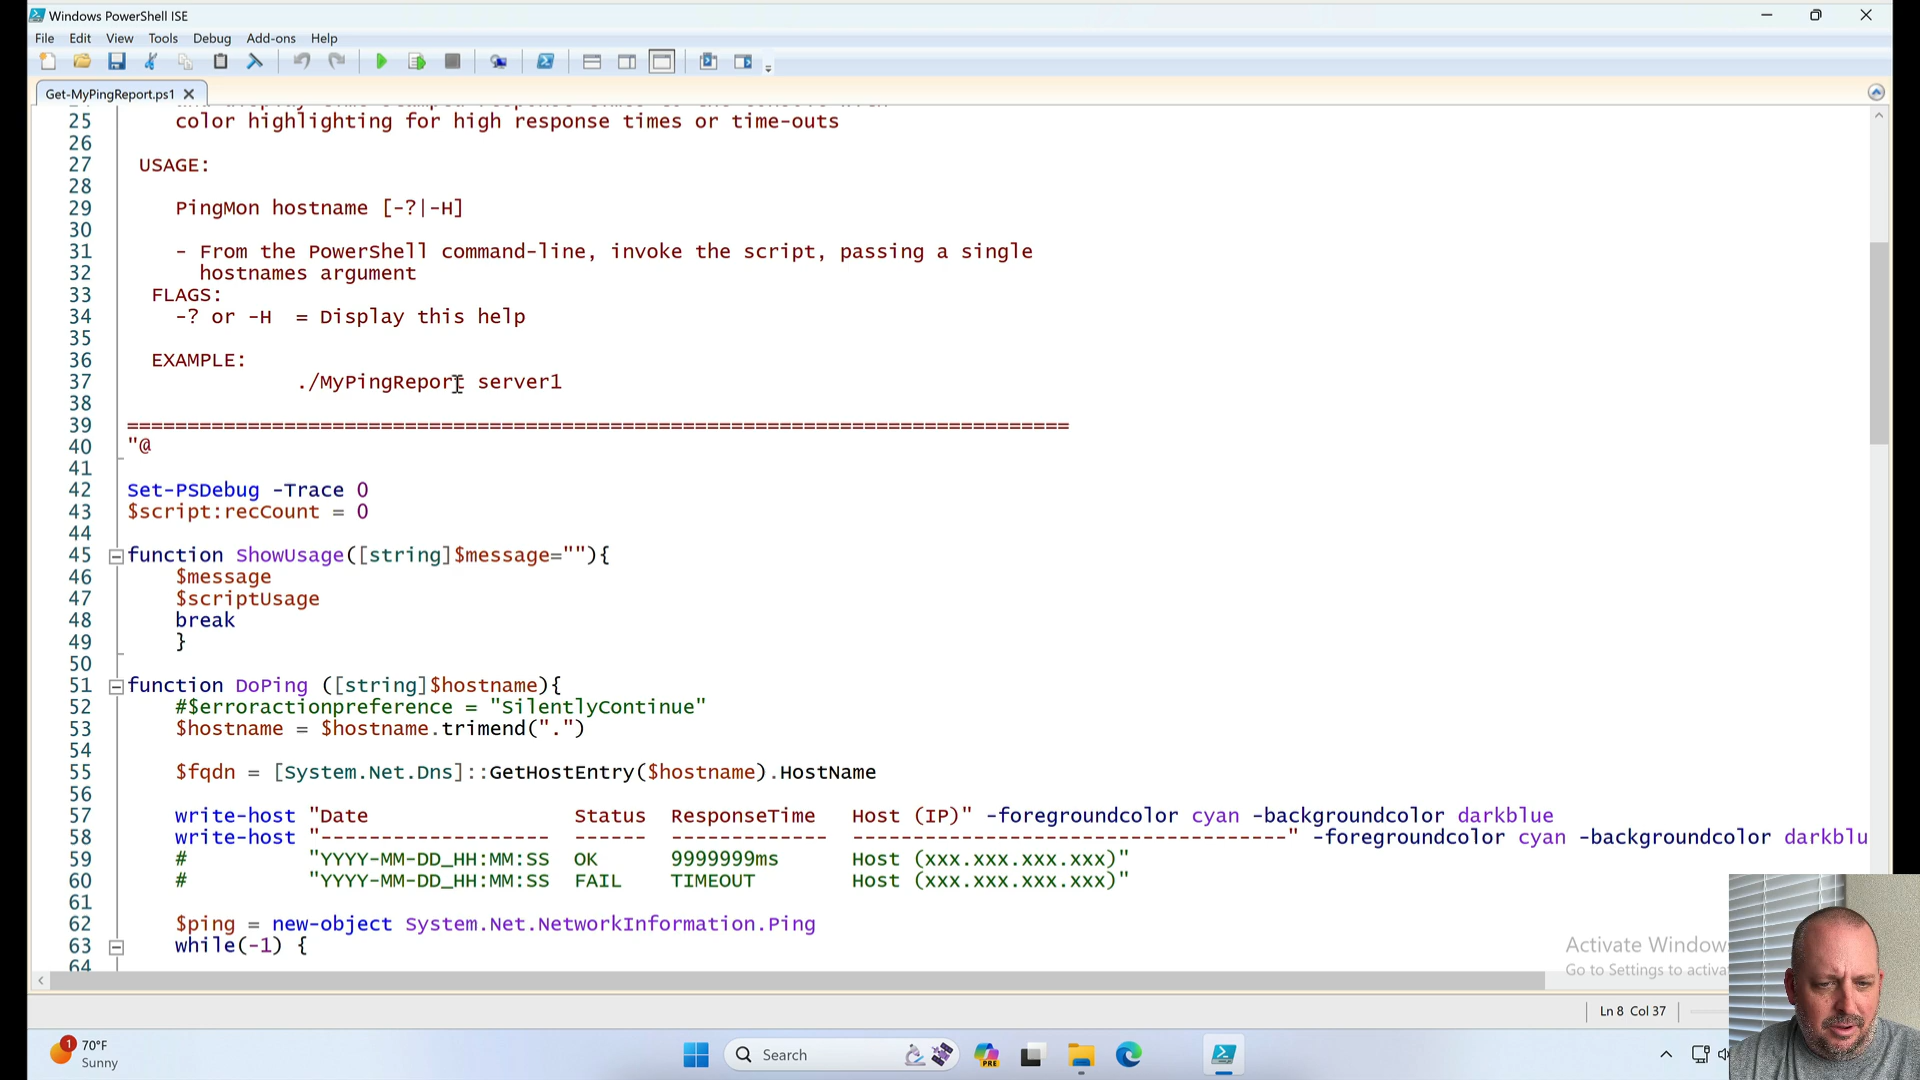 Windows PowerShell ISE
File Edit View Tools Debug Add-ons Help
Get-MyPingReport.ps1
25 color highlighting for high response times or time-outs
26
27 USAGE:
28
29 PingMon hostname [-?|-H]
30
31 - From the PowerShell command-line, invoke the script, passing a single
32 hostnames argument
33 FLAGS:
34 -? or -H = Display this help
35
36 EXAMPLE:
37 ./MyPingReport server1
38
39 ==============================================================================
40 "@
41
42 Set-PSDebug -Trace 0
43 $script:recCount = 0
44
45 function ShowUsage([string]$message=""){
46 $message
47 $scriptUsage
48 break
49 }
50
51 function DoPing ([string]$hostname){
52 #$erroractionpreference = "SilentlyContinue"
53 $hostname = $hostname.trimend(".")
54
55 $fqdn = [System.Net.Dns]::GetHostEntry($hostname).HostName
56
57 write-host "Date Status ResponseTime Host (IP)" -foregroundcolor cyan -backgroundcolor darkblue
58 write-host "------------------- ------ ------------- ------------------------------------" -foregroundcolor cyan -backgroundcolor darkblu
59 # "YYYY-MM-DD_HH:MM:SS OK 9999999ms Host (xxx.xxx.xxx.xxx)"
60 # "YYYY-MM-DD_HH:MM:SS FAIL TIMEOUT Host (xxx.xxx.xxx.xxx)"
61
62 $ping = new-object System.Net.NetworkInformation.Ping
63 while(-1) {
64
Activate Window
Go to Settings to activa
Ln 8 Col 37
1
70°F
Sunny
Search
PRE